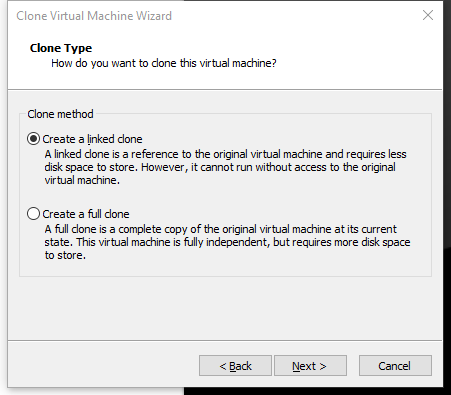 Clone Virtual Machine Wizard
Clone Type
How do you want to clone this virtual machine?
Clone method
Create a linked clone
A linked clone is a reference to the original virtual machine and requires less
disk space to store. However, it cannot run without access to the original
virtual machine.
Create a full clone
A full clone is a complete copy of the original virtual machine at its current
state. This virtual machine is fully independent, but requires more disk space
to store.
< Back Next > Cancel